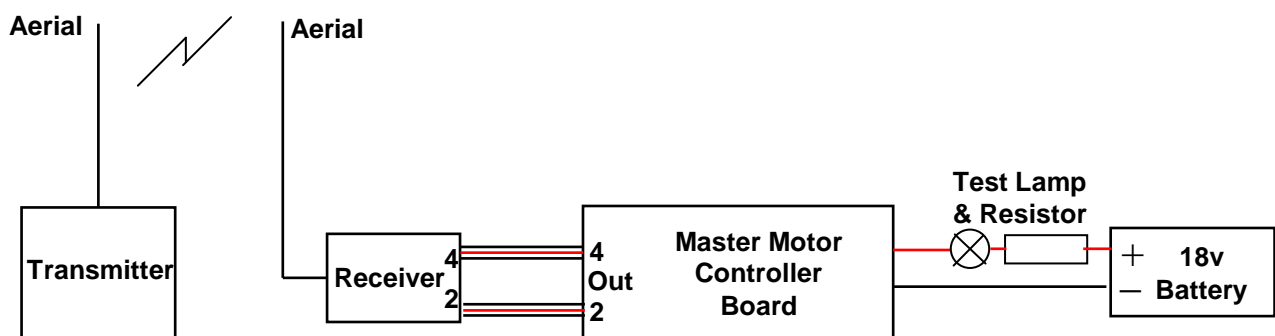 Aerial
Aerial
Test Lamp
& Resistor
Transmitter
Receiver
4
2
4
Out
2
Master Motor
Controller
Board
+ 18v
− Battery